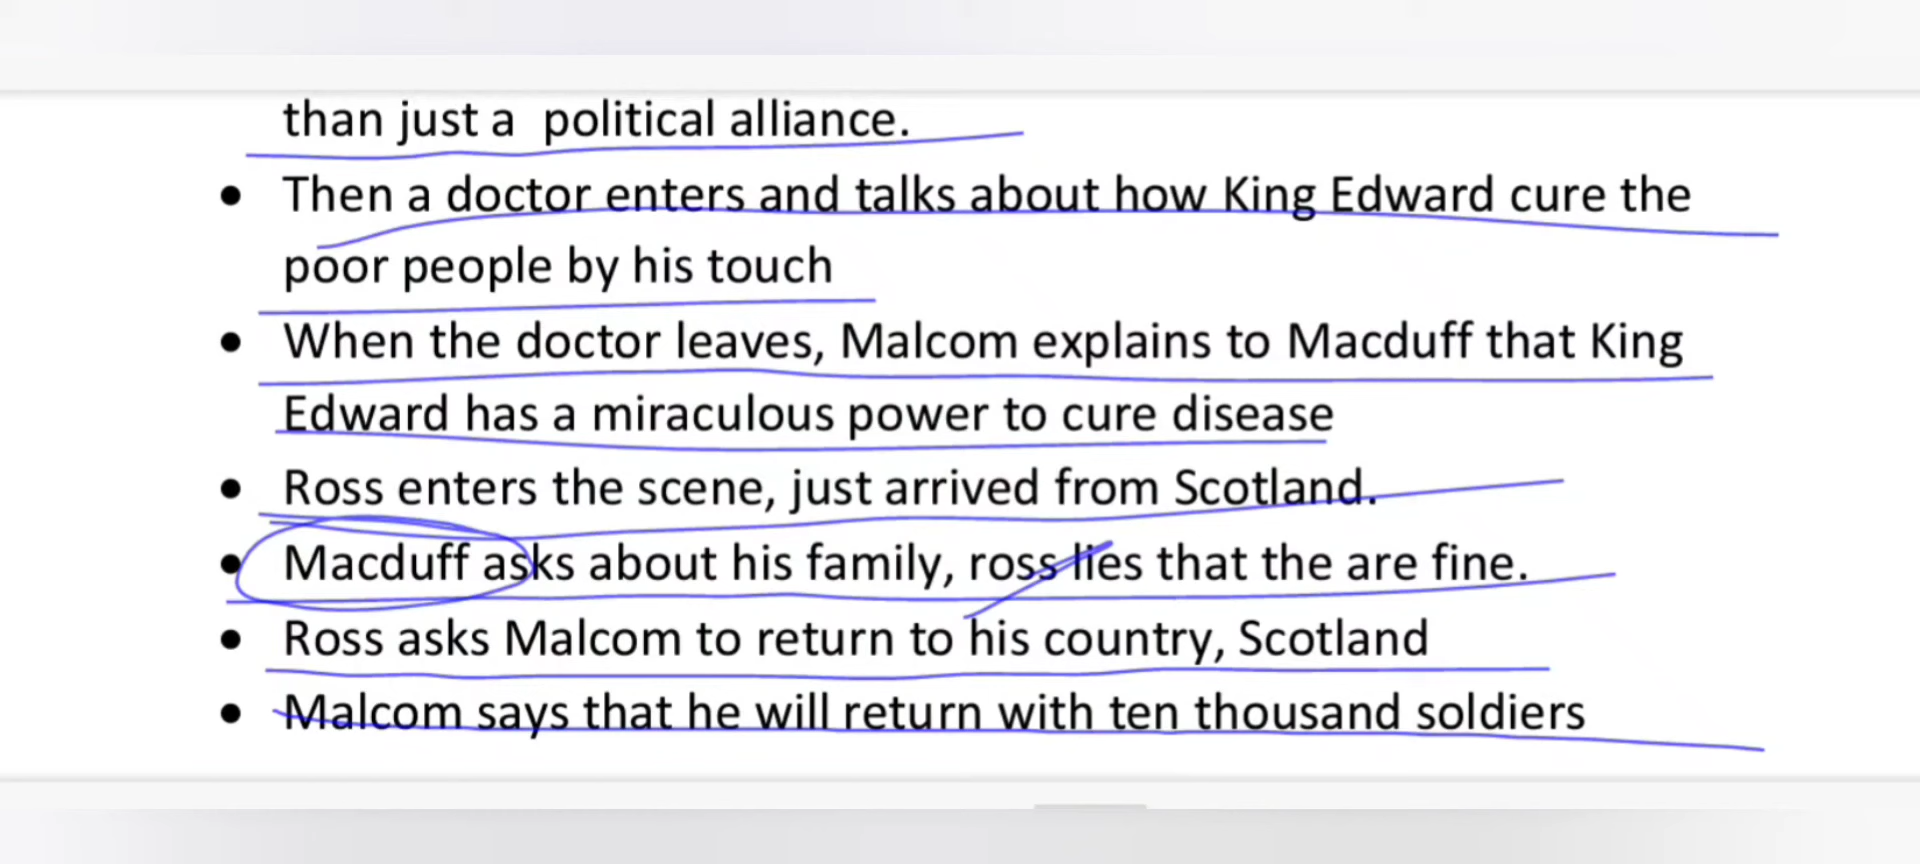 than just a  political alliance.
• Then a doctor enters and talks about how King Edward cure the
poor people by his touch
• When the doctor leaves, Malcom explains to Macduff that King
Edward has a miraculous power to cure disease
• Ross enters the scene, just arrived from Scotland.
• Macduff asks about his family, ross lies that the are fine.
• Ross asks Malcom to return to his country, Scotland
• Malcom says that he will return with ten thousand soldiers